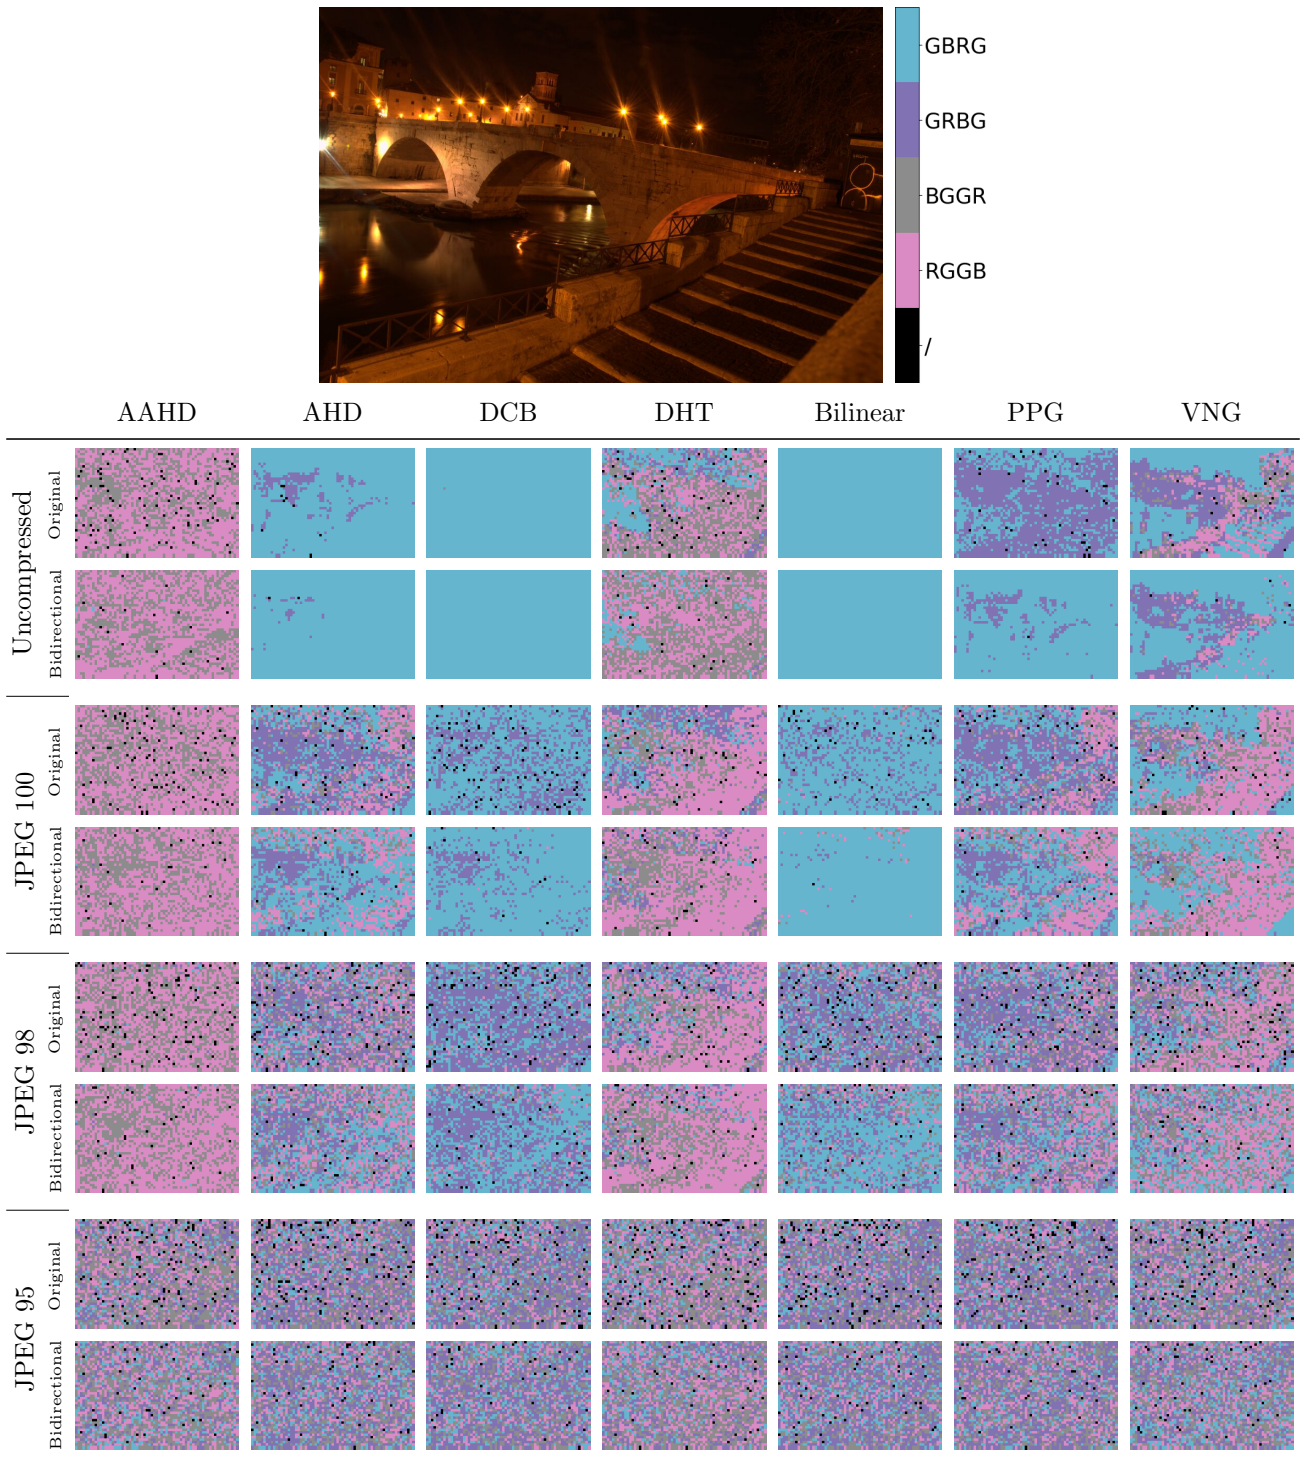 GBRG
GRBG
BGGR
RGGB
/
AAHD AHD DCB DHT Bilinear PPG VNG
Uncompressed
Original
Bidirectional
JPEG 100
Original
Bidirectional
JPEG 98
Original
Bidirectional
JPEG 95
Original
Bidirectional